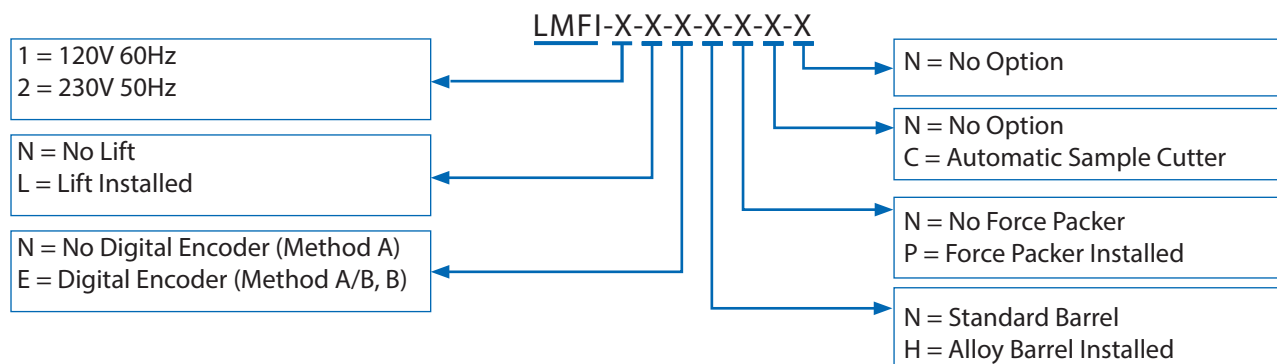 LMFI-X-X-X-X-X-X-X
1 = 120V 60Hz
2 = 230V 50Hz
N = No Lift
L = Lift Installed
N = No Digital Encoder (Method A)
E = Digital Encoder (Method A/B, B)
N = No Option
N = No Option
C = Automatic Sample Cutter
N = No Force Packer
P = Force Packer Installed
N = Standard Barrel
H = Alloy Barrel Installed